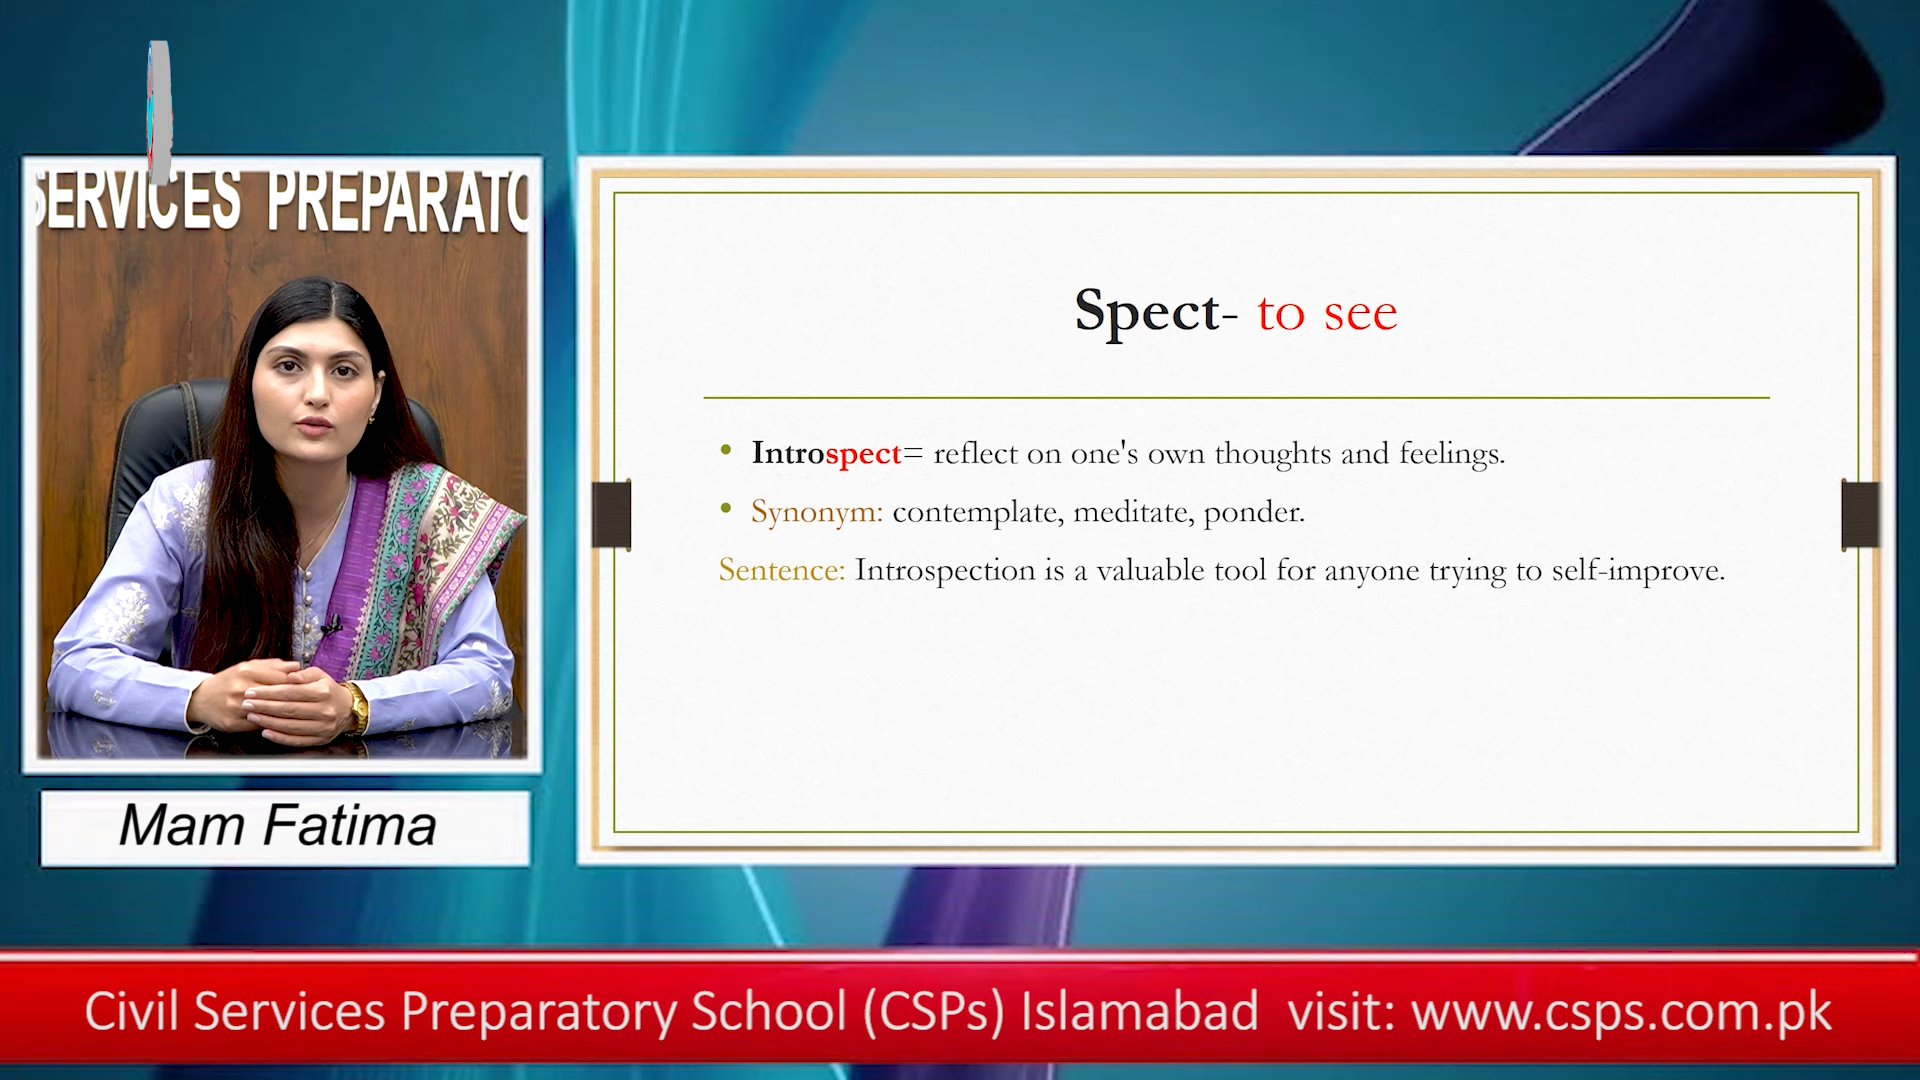 SERVICES PREPARATO
Spect- to see
• Introspect= reflect on one's own thoughts and feelings.
• Synonym: contemplate, meditate, ponder.
Sentence: Introspection is a valuable tool for anyone trying to self-improve.
Mam Fatima
Civil Services Preparatory School (CSPs) Islamabad visit: www.csps.com.pk